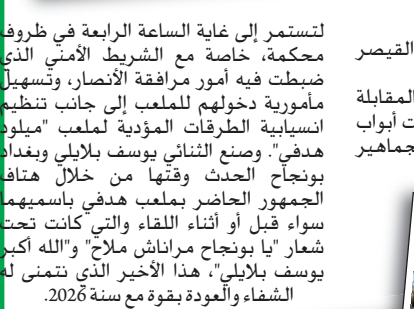 لتستمر إلى غاية الساعة الرابعة في ظروف
محكمة، خاصة مع الشريط الأمني الذي
ضبطت فيه أمور مرافقة الأنصار، وتسهيل
مأمورية دخولهم للملعب إلى جانب تنظيم
انسيابية الطرقات المؤدية لملعب "ميلود
هدفي". وصنع الثنائي يوسف بلايلي وبغداد
بونجاح الحدث وقتها من خلال هتاف
الجمهور الحاضر بملعب هدفي باسميهما
سواء قبل أو أثناء اللقاء والتي كانت تحت
شعار "يا بونجاح مراناش ملاح" و"الله أكبر
يوسف بلايلي"، هذا الأخير الذي نتمنى له
الشفاء والعودة بقوة مع سنة 2026.
القيصر
المقابلة
ت أبواب
جماهير